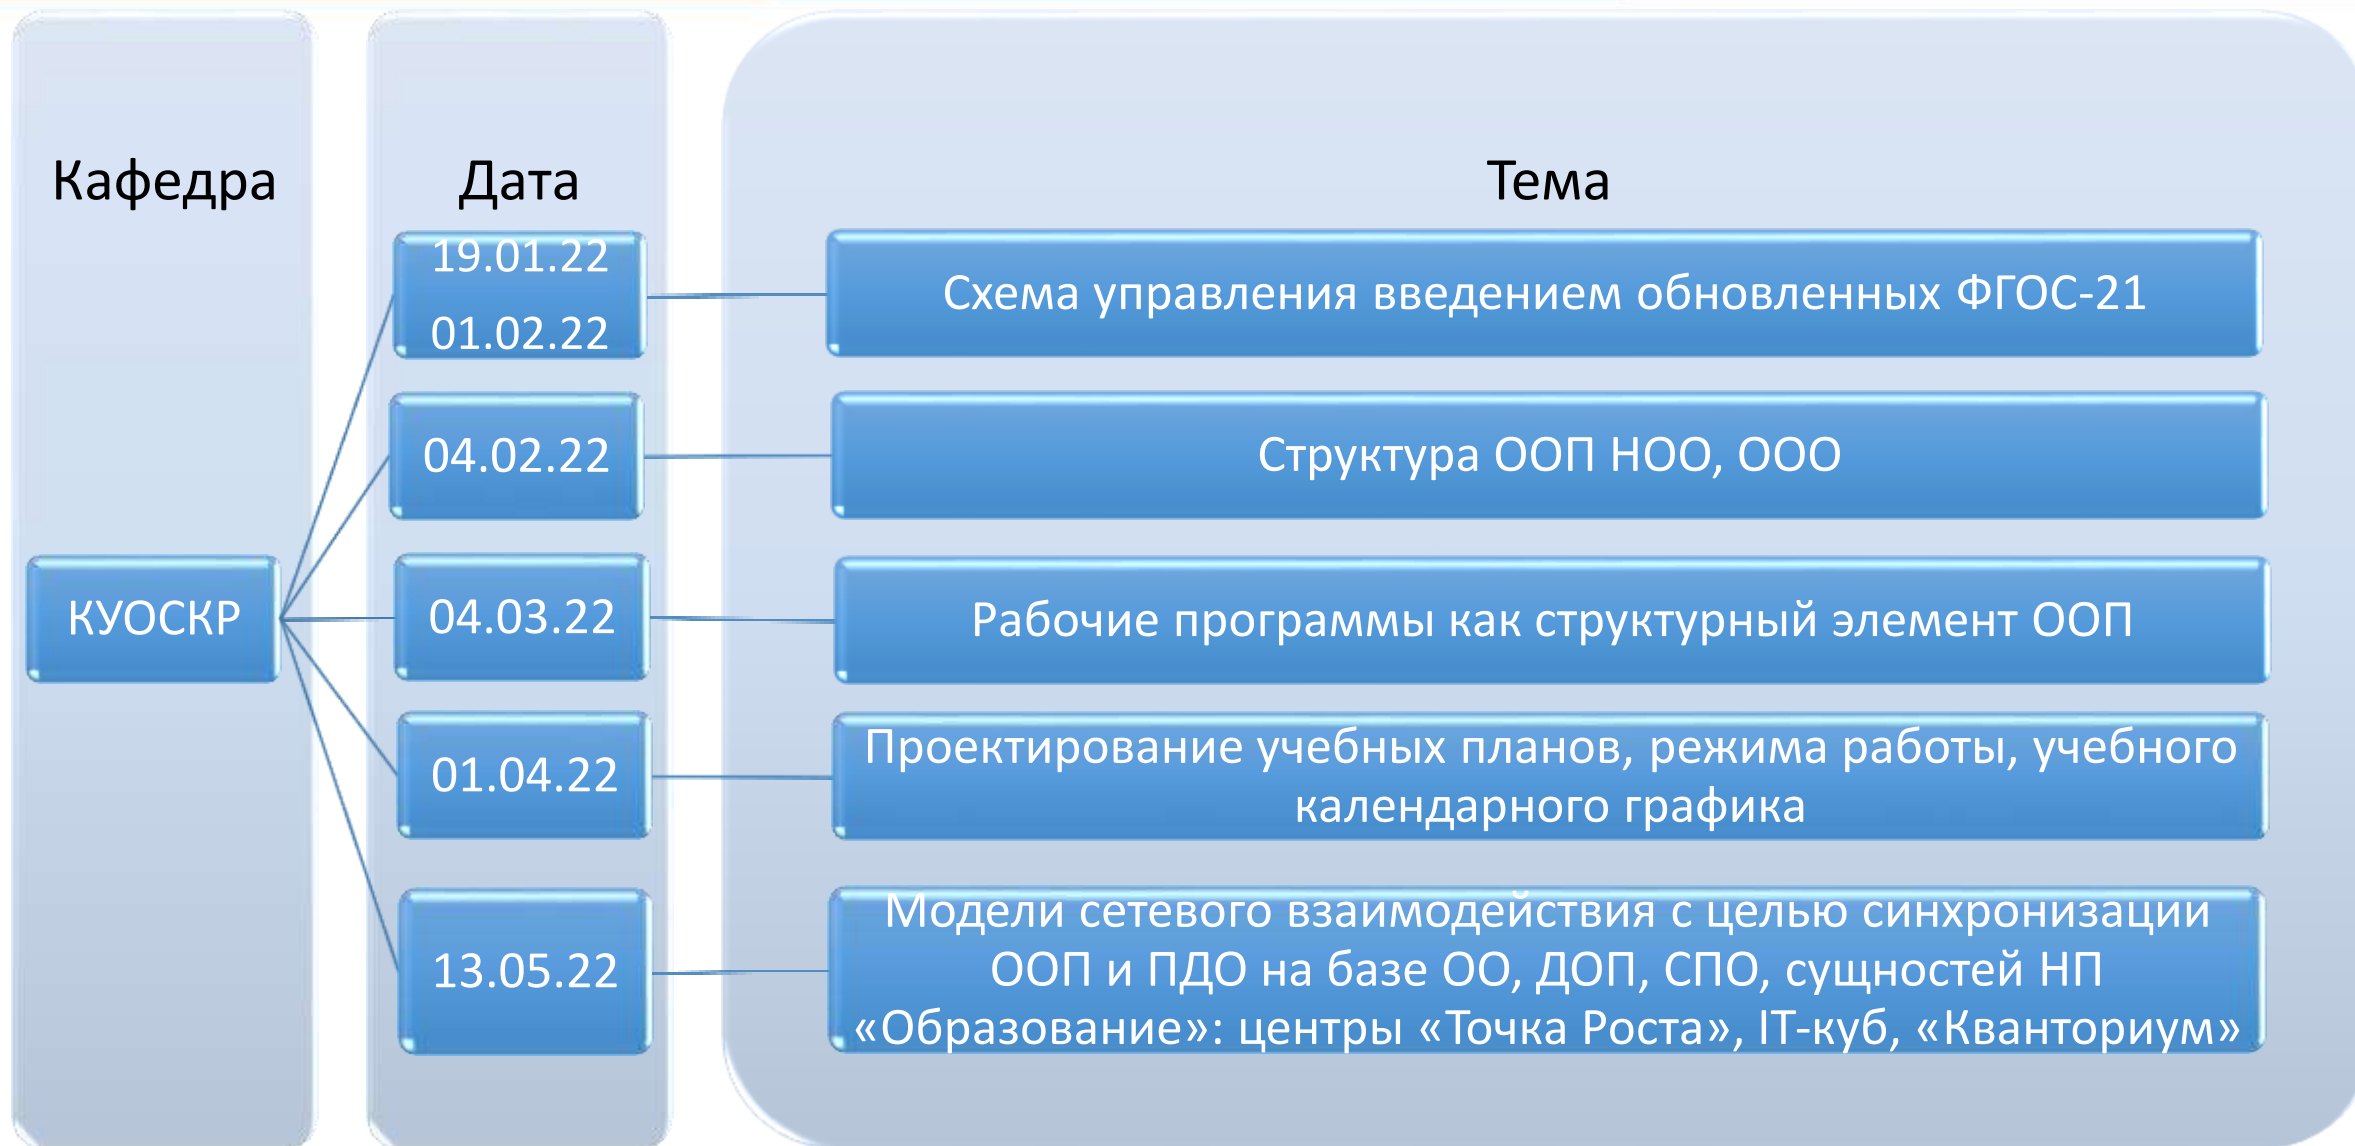 Кафедра
Дата
Тема
КУОСКР
19.01.22
01.02.22
Схема управления введением обновленных ФГОС-21
04.02.22
Структура ООП НОО, ООО
04.03.22
Рабочие программы как структурный элемент ООП
01.04.22
Проектирование учебных планов, режима работы, учебного
календарного графика
13.05.22
Модели сетевого взаимодействия с целью синхронизации
ООП и ПДО на базе ОО, ДОП, СПО, сущностей НП
«Образование»: центры «Точка Роста», IT-куб, «Кванториум»